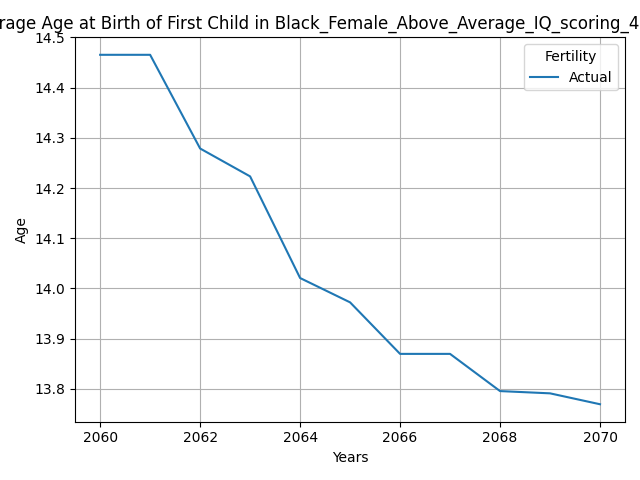 Age at Birth of First Child in Black_Female_Above_Average_IQ_scoring_4
14.5
14.4
14.3
14.2
14.1
14.0
13.9
13.8
Age
Fertility
Actual
2060 2062 2064 2066 2068 2070
Years